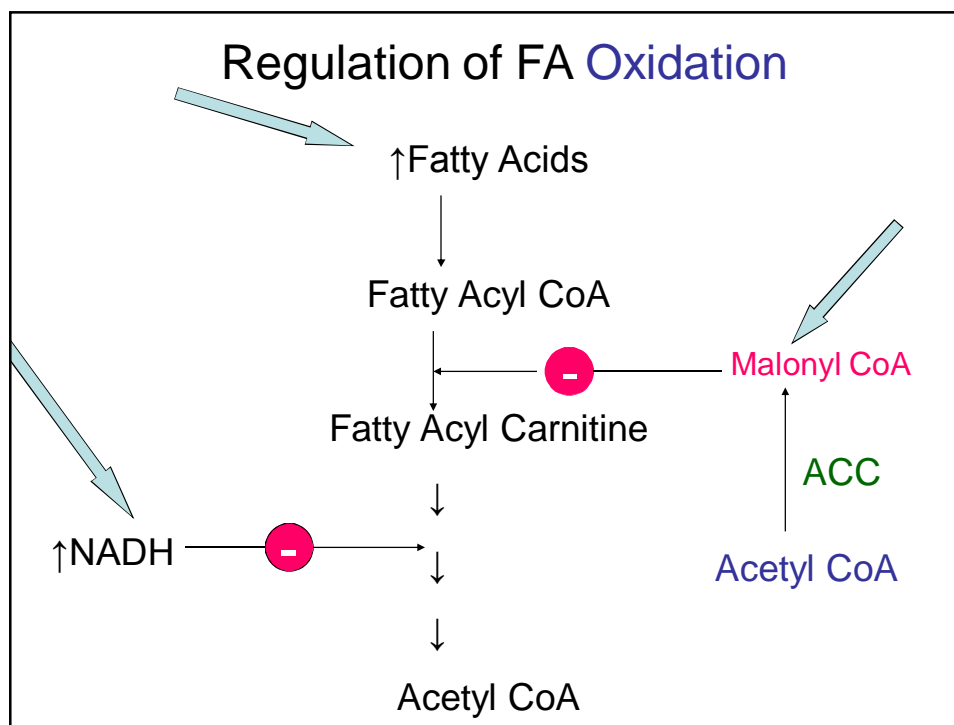 Regulation of FA Oxidation
↑Fatty Acids
Fatty Acyl CoA
-
Malonyl CoA
Fatty Acyl Carnitine
ACC
↑NADH
-
Acetyl CoA
Acetyl CoA